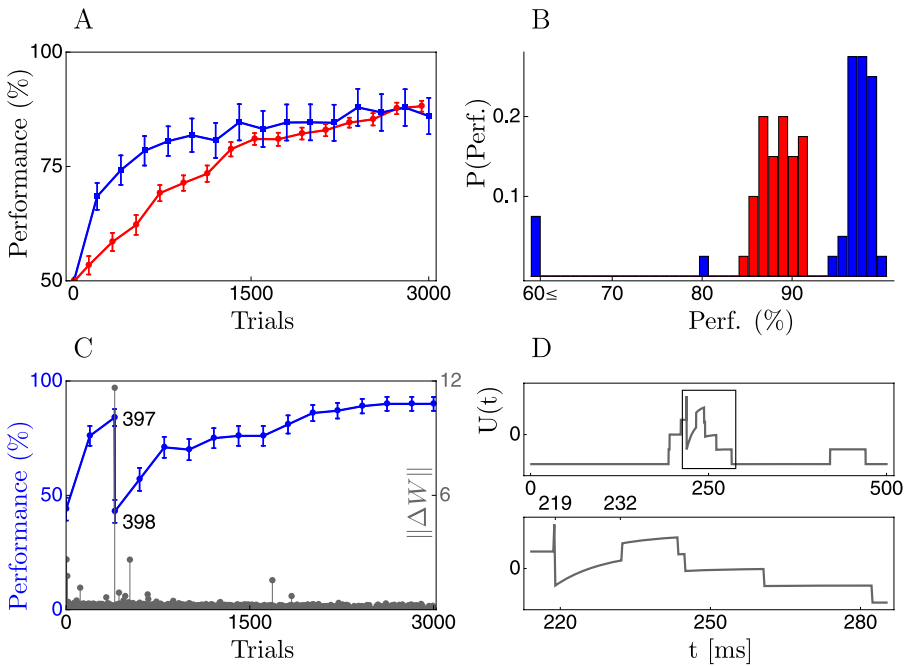 A
Performance (%)
100
75
50
0
1500
3000
Trials
B
P(Perf.)
0.2
0.1
60≤
70
80
90
Perf. (%)
C
Performance (%)
100
50
0
397
398
12
6
||ΔW||
0
1500
3000
Trials
D
U(t)
0
0
250
500
219
232
0
220
250
280
t [ms]